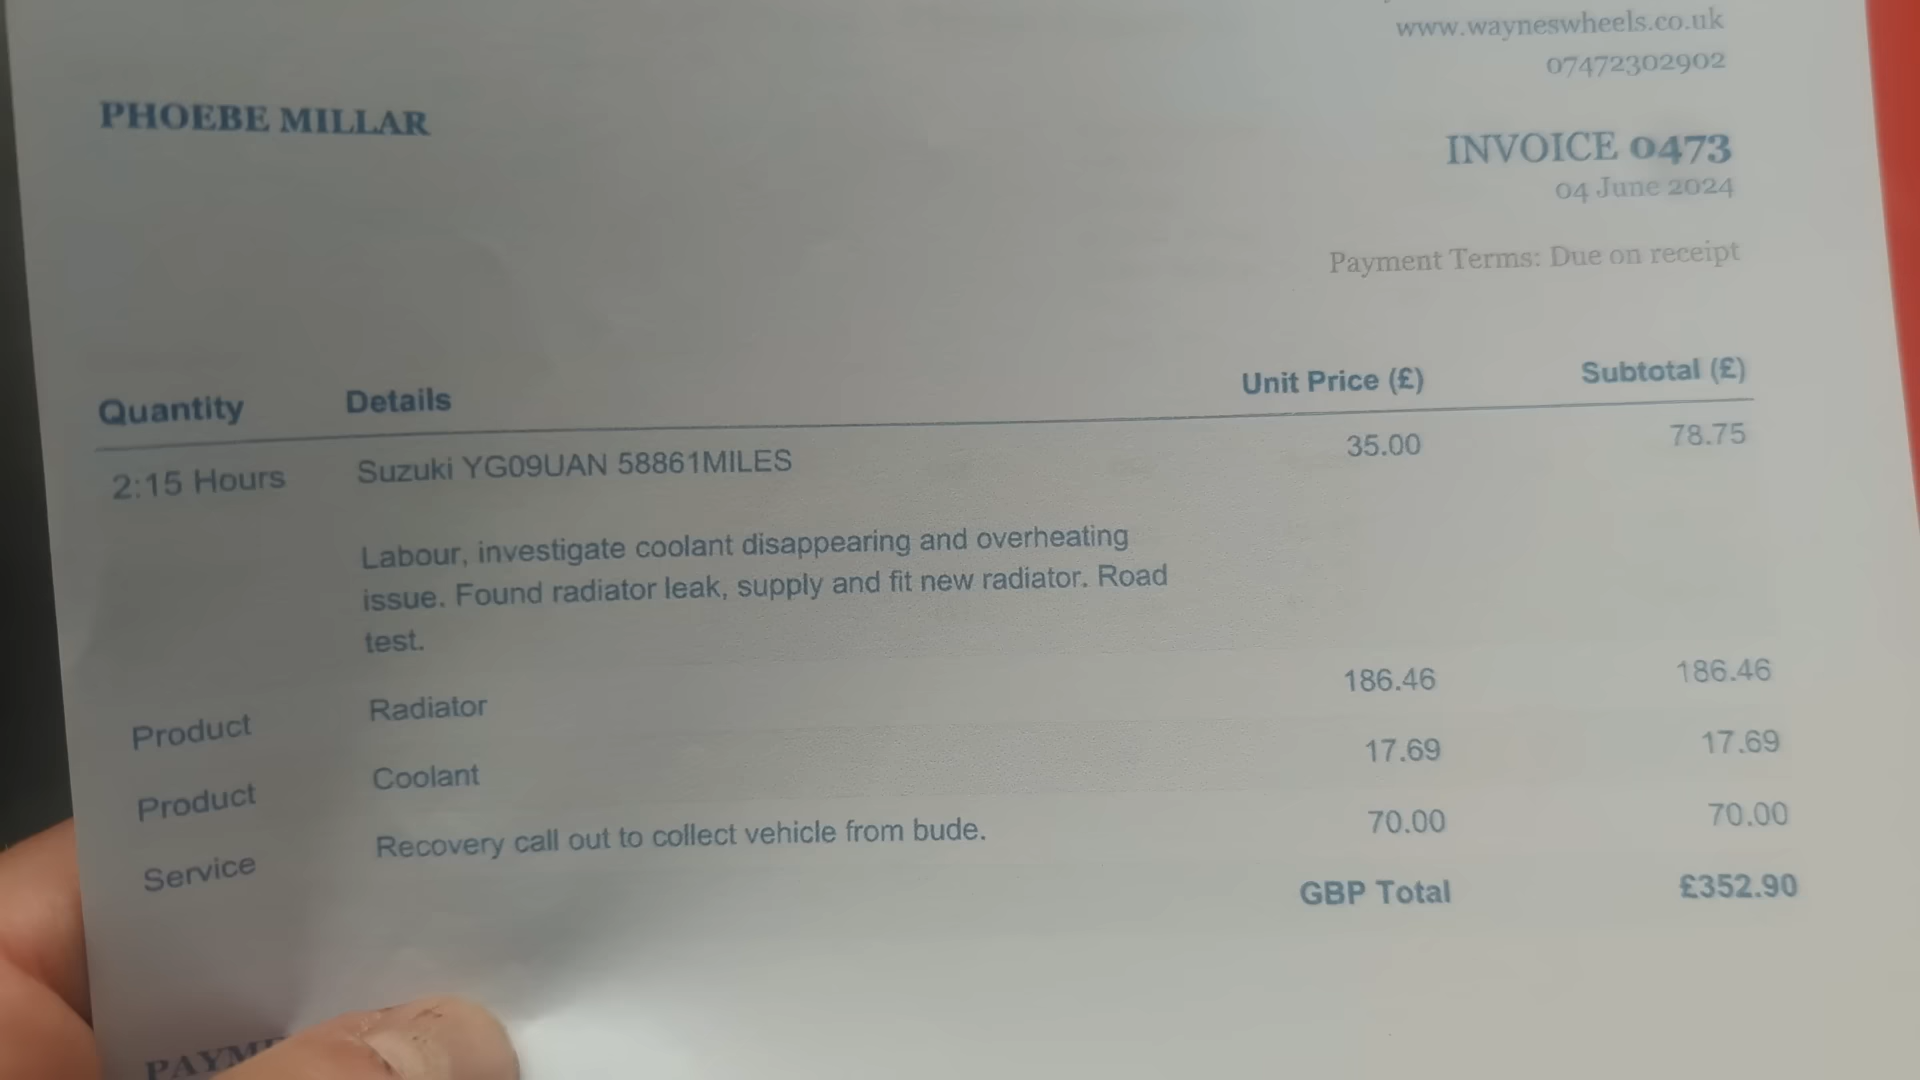 www.wayneswheels.co.uk
07472302902
PHOEBE MILLAR
INVOICE 0473
04 June 2024
Payment Terms: Due on receipt
Quantity Details Unit Price (£) Subtotal (£)
2:15 Hours Suzuki YG09UAN 58861MILES 35.00 78.75
Labour, investigate coolant disappearing and overheating
issue. Found radiator leak, supply and fit new radiator. Road
test.
Product Radiator 186.46 186.46
Product Coolant 17.69 17.69
Service Recovery call out to collect vehicle from bude. 70.00 70.00
GBP Total £352.90